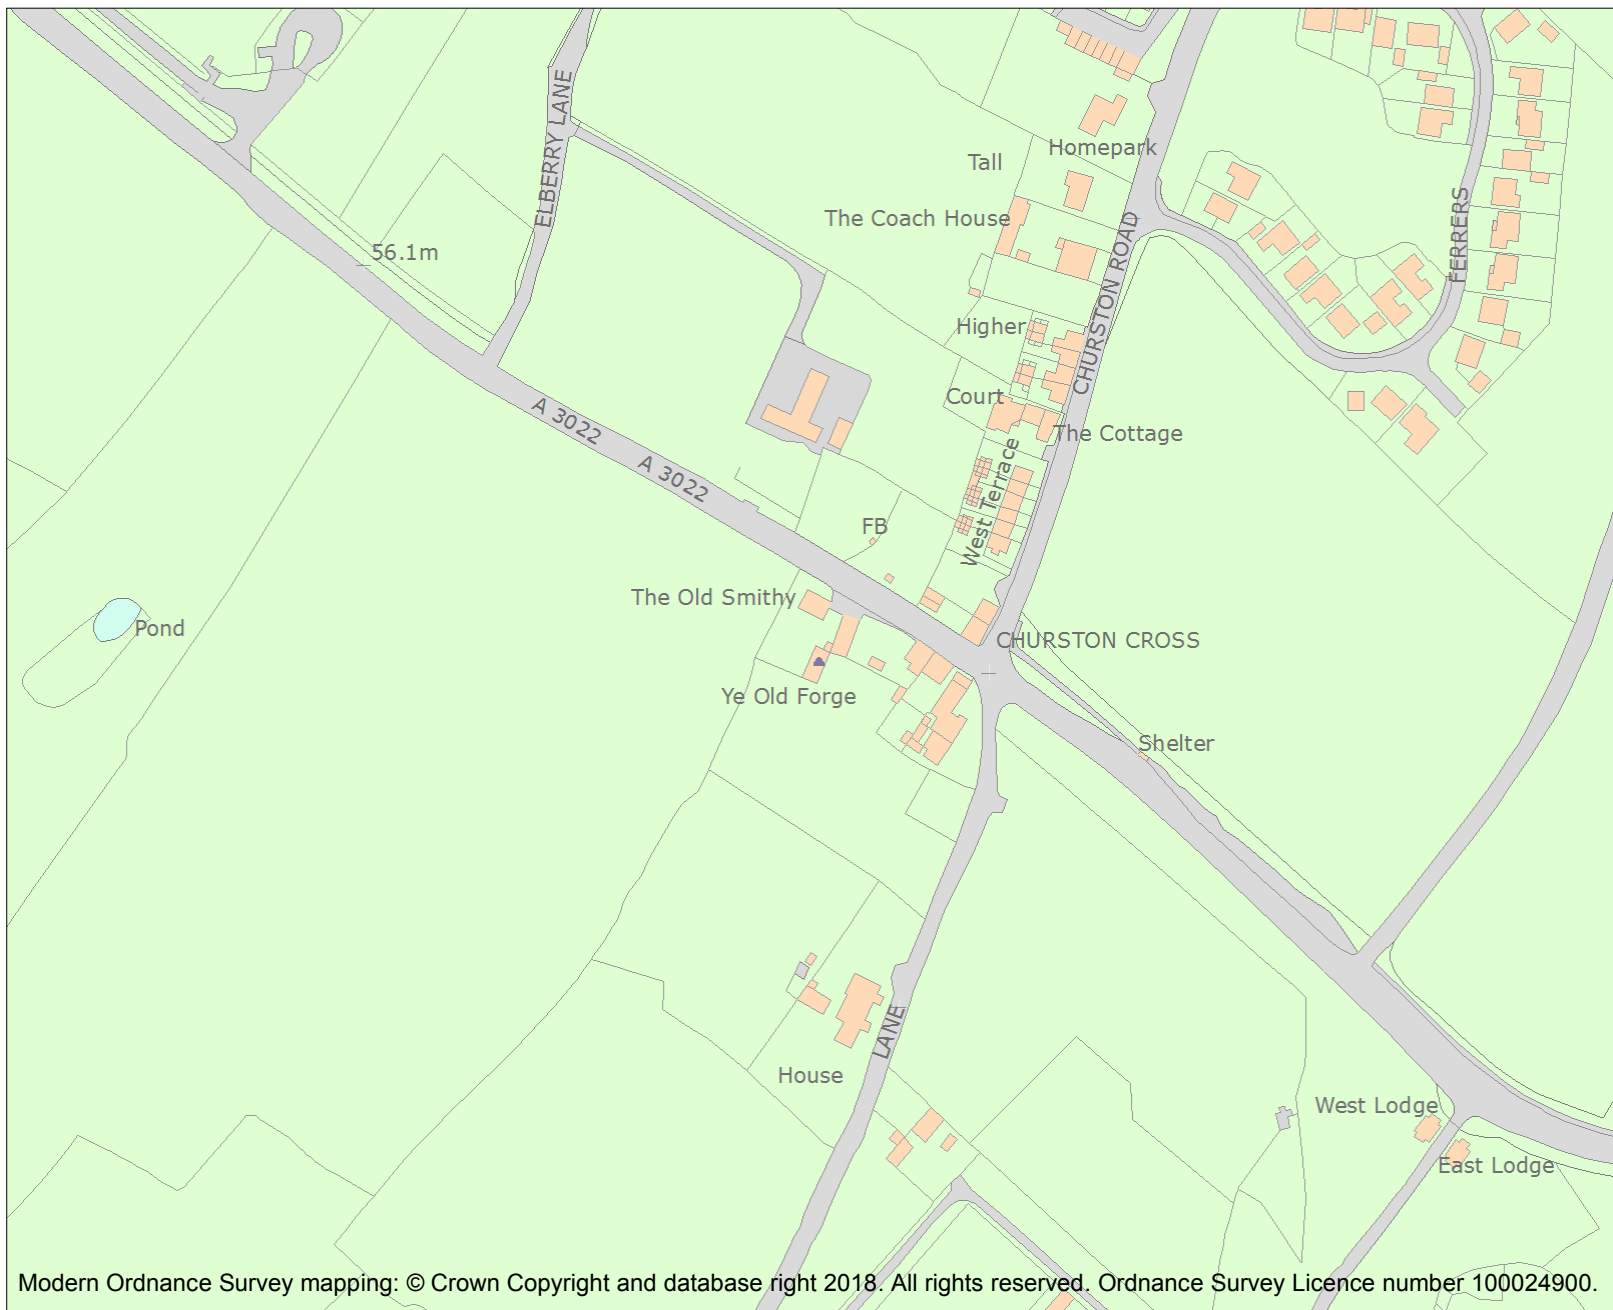 ELBERRY LANE
Homepark
Tall
The Coach House
CHURSTON ROAD
FERRERS
56.1m
Higher
Court
A 3022
The Cottage
A 3022
West Terrace
FB
The Old Smithy
Pond
CHURSTON CROSS
Ye Old Forge
Shelter
LANE
House
West Lodge
East Lodge
Modern Ordnance Survey mapping: © Crown Copyright and database right 2018. All rights reserved. Ordnance Survey Licence number 100024900.